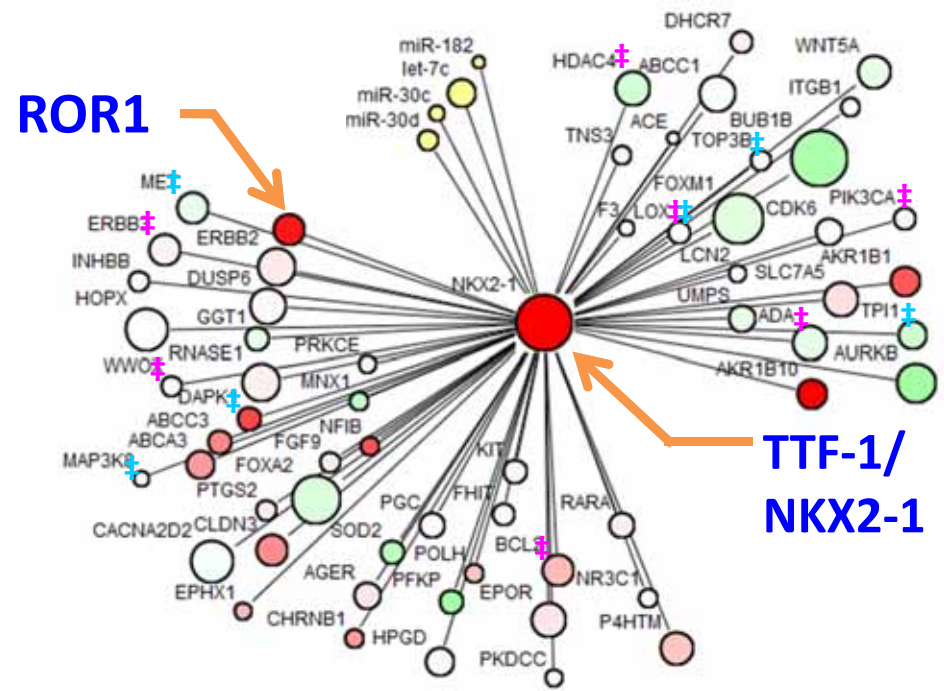 DHCR7
miR-182
let-7c
miR-30c
miR-30d
HDAC4‡
ABCC1
WNT5A
ITGB1
ROR1
TNS3
ACE
BUB1B
TOP3B‡
ME‡
FOXM1
PIK3CA‡
ERBB‡
ERBB2
F3
LOX‡‡
CDK6
INHBB
DUSP6
NKX2-1
LCN2
SLC7A5
AKR1B1
HOPX
GGT1
UMPS
ADA‡
TPI1‡
WWO‡
RNASE1
PRKCE
AURKB
DAPK‡
MNX1
AKR1B10
ABCC3
ABCA3
NFIB
FGF9
MAP3K8‡
FOXA2
KIT
TTF-1/
NKX2-1
PTGS2
PGC
FHIT
RARA
CACNA2D2
CLDN3
SOD2
POLH
BCL2‡
AGER
PFKP
EPOR
NR3C1
EPHX1
CHRNB1
HPGD
P4HTM
PKDCC